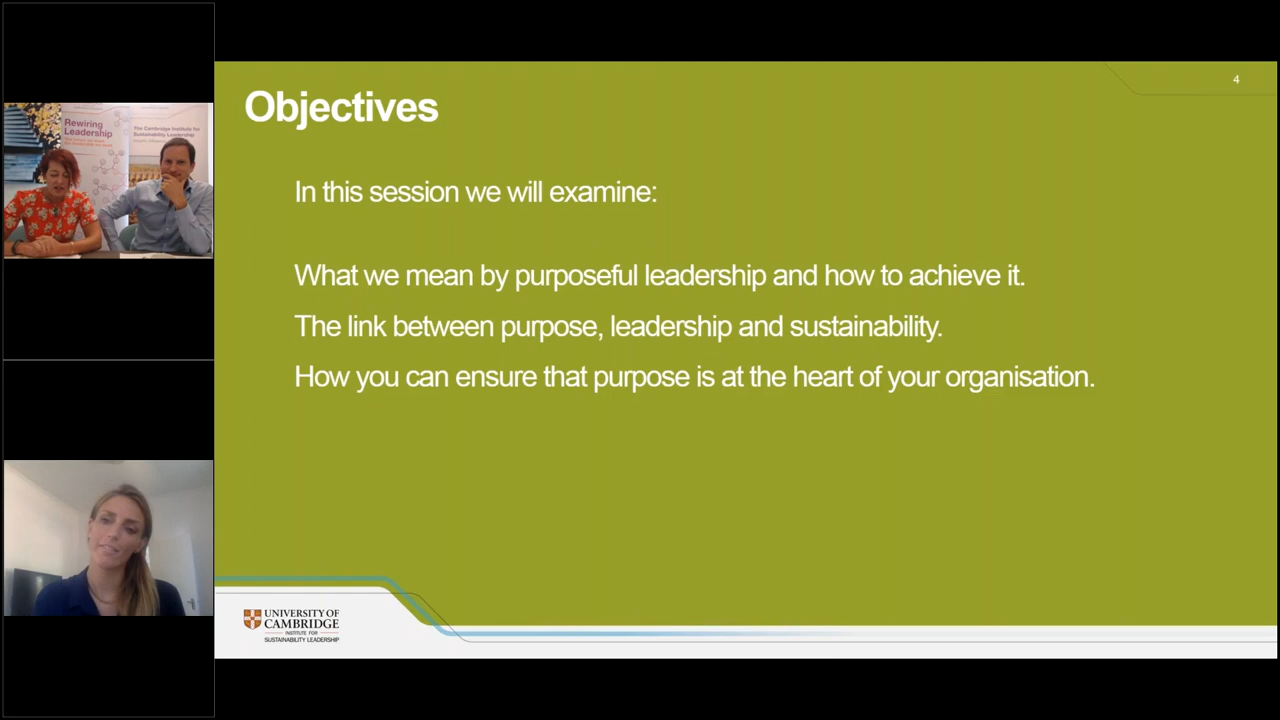 4
Objectives
In this session we will examine:
What we mean by purposeful leadership and how to achieve it.
The link between purpose, leadership and sustainability.
How you can ensure that purpose is at the heart of your organisation.
Rewiring
Leadership
The Cambridge Institute for
Sustainability Leadership
UNIVERSITY OF
CAMBRIDGE
INSTITUTE FOR
SUSTAINABILITY LEADERSHIP